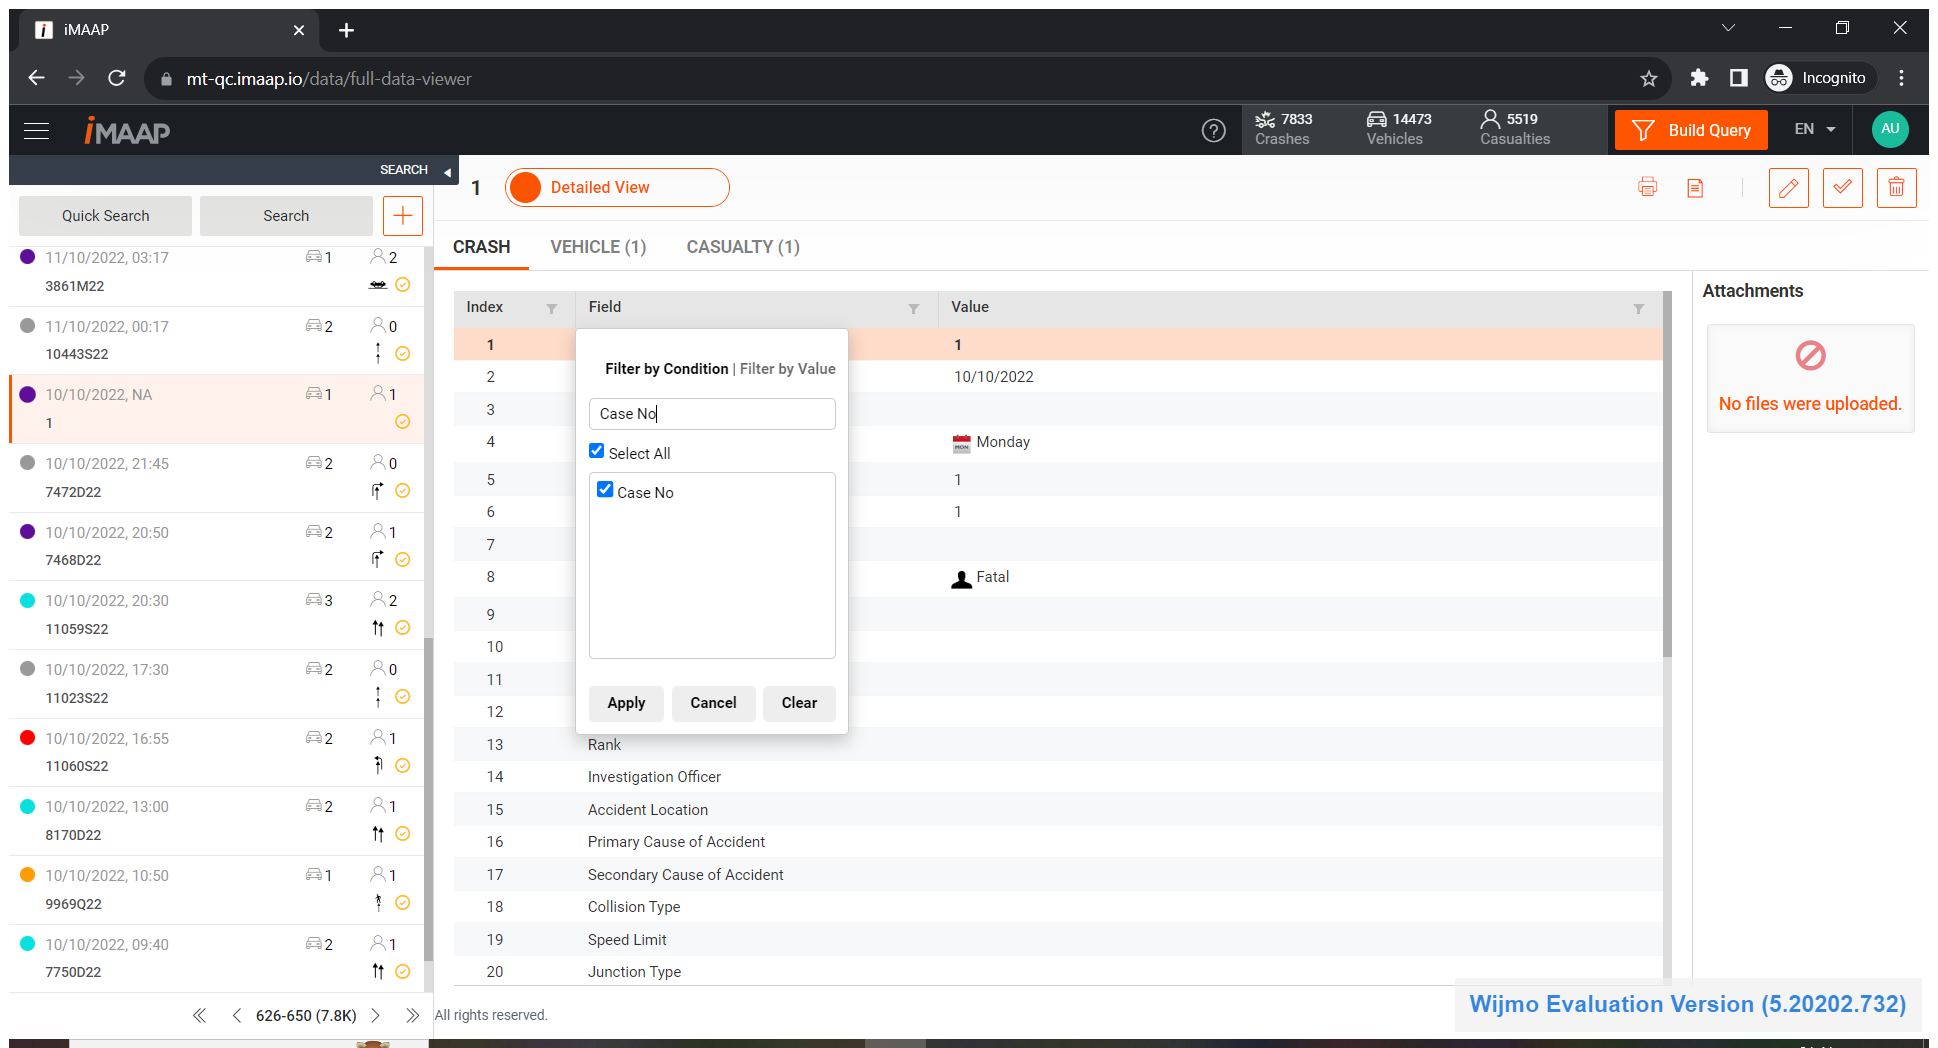 iMAAP
mt-qc.imaap.io/data/full-data-viewer
Incognito
iMAAP
7833
Crashes
14473
Vehicles
5519
Casualties
Build Query
EN
AU
SEARCH
Quick Search
Search
11/10/2022, 03:17 1 2
3861M22
11/10/2022, 00:17 2 0
10443S22
10/10/2022, NA 1 1
1
10/10/2022, 21:45 2 0
7472D22
10/10/2022, 20:50 2 1
7468D22
10/10/2022, 20:30 3 2
11059S22
10/10/2022, 17:30 2 0
11023S22
10/10/2022, 16:55 2 1
11060S22
10/10/2022, 13:00 2 1
8170D22
10/10/2022, 10:50 1 1
9969Q22
10/10/2022, 09:40 2 1
7750D22
626-650 (7.8K)
1
Detailed View
CRASH VEHICLE (1) CASUALTY (1)
Index Field Value
1 1
2 10/10/2022
3
4 MON Monday
5 1
6 1
7
8 Fatal
9
10
11
12
13 Rank
14 Investigation Officer
15 Accident Location
16 Primary Cause of Accident
17 Secondary Cause of Accident
18 Collision Type
19 Speed Limit
20 Junction Type
Filter by Condition | Filter by Value
Case No
Select All
Case No
Apply Cancel Clear
Attachments
No files were uploaded.
All rights reserved.
Wijmo Evaluation Version (5.20202.732)